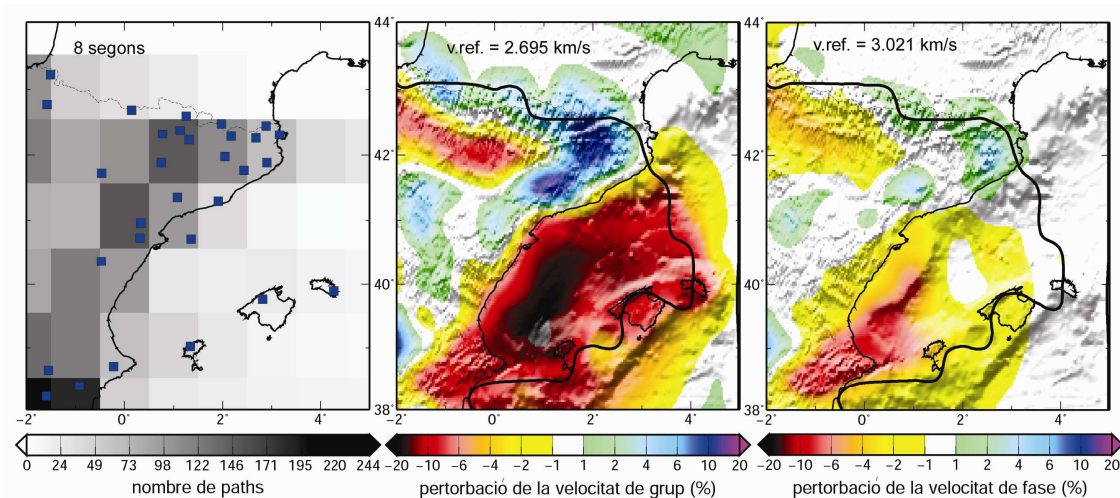 8 segons
v.ref. = 2.695 km/s
v.ref. = 3.021 km/s
44˚
42˚
40˚
38˚
44˚
42˚
40˚
38˚
−2˚ 0˚ 2˚ 4˚
−2˚ 0˚ 2˚ 4˚
−2˚ 0˚ 2˚ 4˚
0 24 49 73 98 122 146 171 195 220 244
−20 −10 −6 −4 −2 −1 1 2 4 6 10 20
−20 −10 −6 −4 −2 −1 1 2 4 6 10 20
nombre de paths
pertorbació de la velocitat de grup (%)
pertorbació de la velocitat de fase (%)